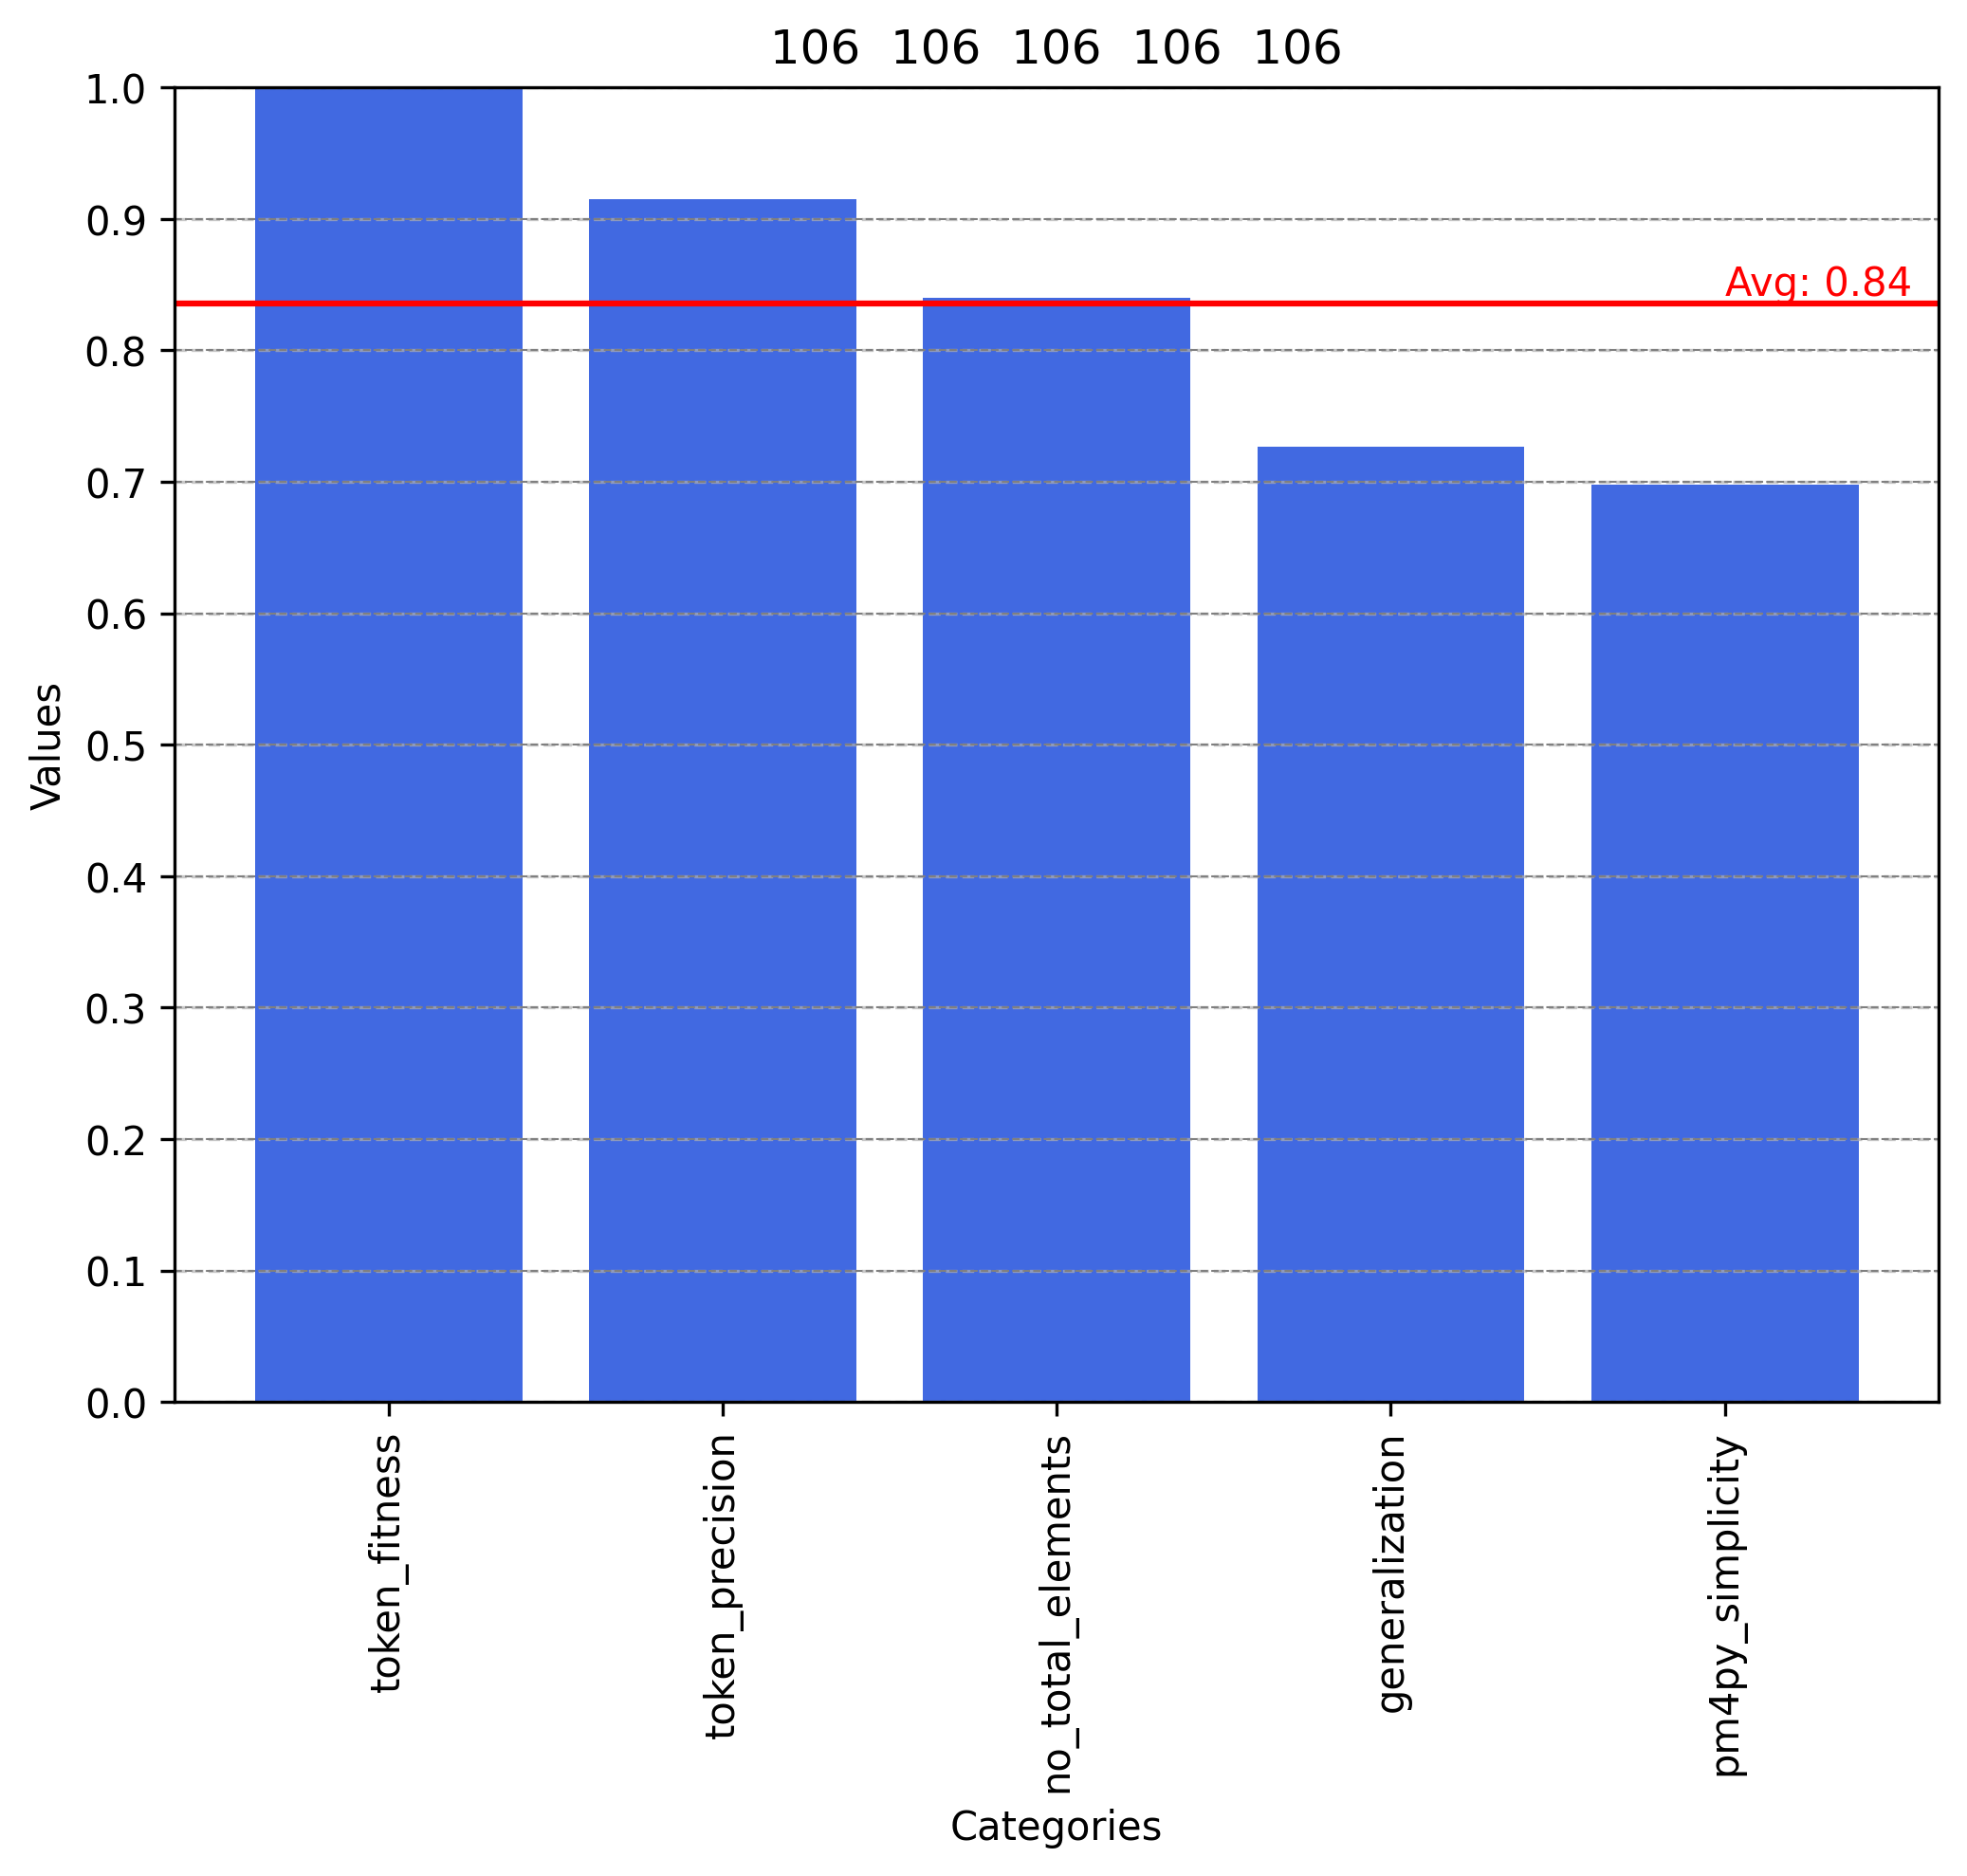 106 106 106 106 106
1.0
0.9
0.8
0.7
0.6
0.5
0.4
0.3
0.2
0.1
0.0
Values
Avg: 0.84
token_fitness
token_precision
no_total_elements
generalization
pm4py_simplicity
Categories